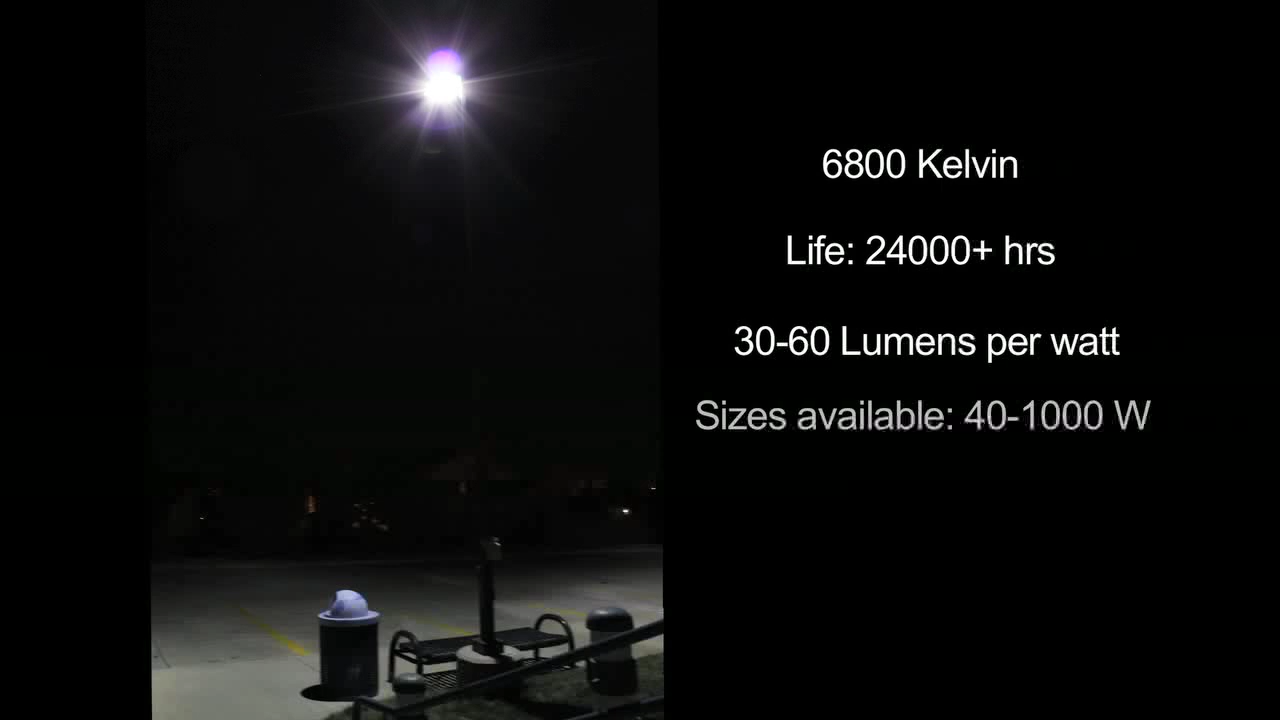 6800 Kelvin
Life: 24000+ hrs
30-60 Lumens per watt
Sizes available: 40-1000 W